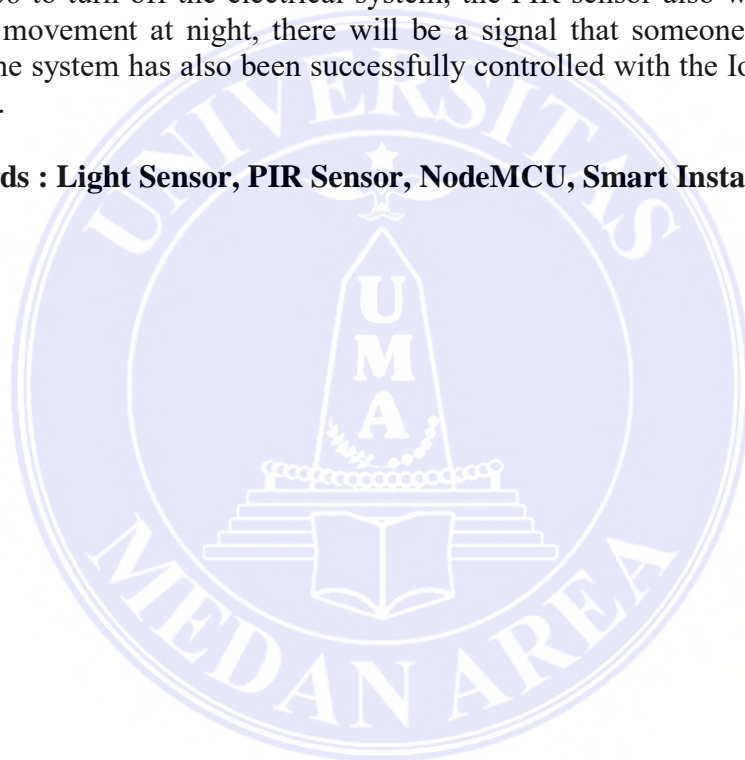 to turn off the electrical system, the PIR sensor also w
movement at night, there will be a signal that someone
ne system has also been successfully controlled with the Io
.
ds : Light Sensor, PIR Sensor, NodeMCU, Smart Insta
UNIVERSITAS
U
M
A
MEDAN AREA